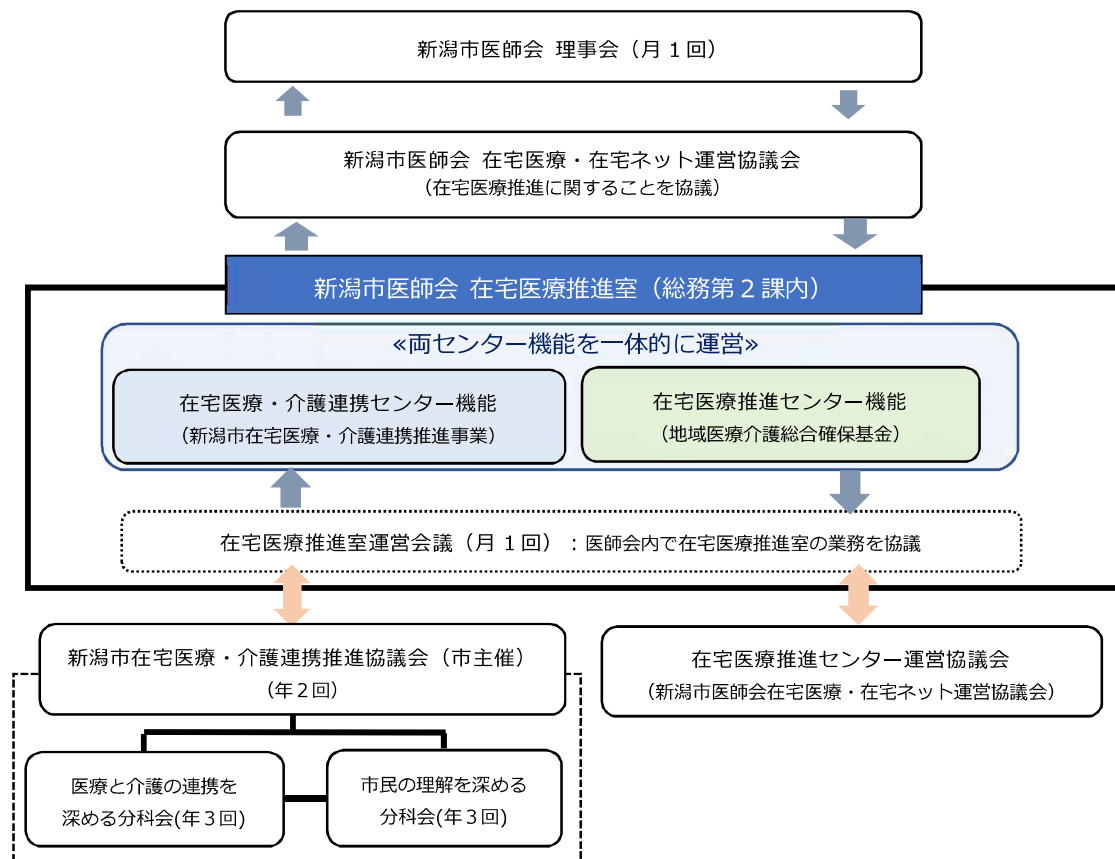 新潟市医師会 理事会（月１回）
新潟市医師会 在宅医療・在宅ネット運営協議会
（在宅医療推進に関することを協議）
新潟市医師会 在宅医療推進室（総務第２課内）
≪両センター機能を一体的に運営≫
在宅医療・介護連携センター機能
（新潟市在宅医療・介護連携推進事業）
在宅医療推進センター機能
（地域医療介護総合確保基金）
在宅医療推進室運営会議（月１回）：医師会内で在宅医療推進室の業務を協議
新潟市在宅医療・介護連携推進協議会（市主催）
（年２回）
在宅医療推進センター運営協議会
（新潟市医師会在宅医療・在宅ネット運営協議会）
医療と介護の連携を
深める分科会(年３回)
市民の理解を深める
分科会(年３回)